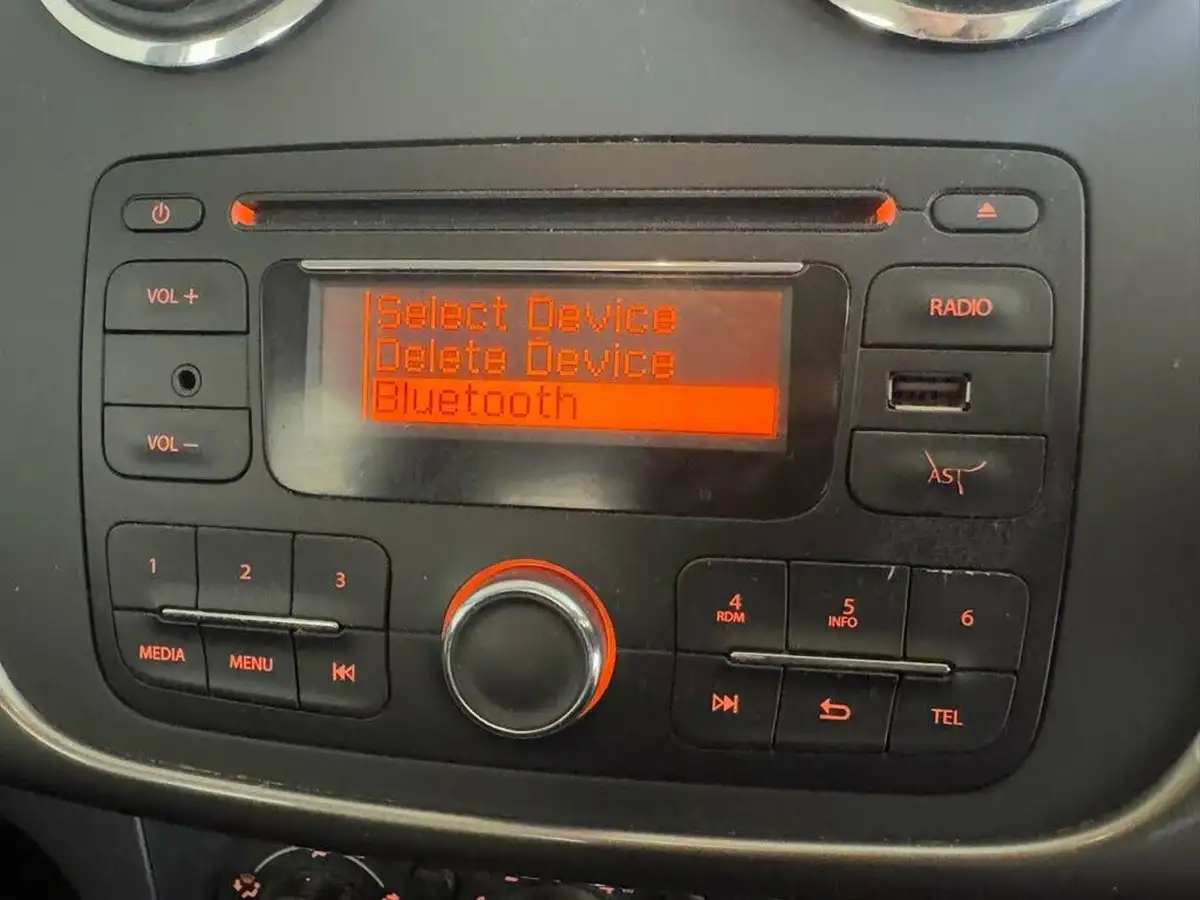 VOL +
Select Device
Delete Device
Bluetooth
RADIO
VOL —
AST
1
2
3
4
RDM
5
INFO
6
MEDIA
MENU
TEL